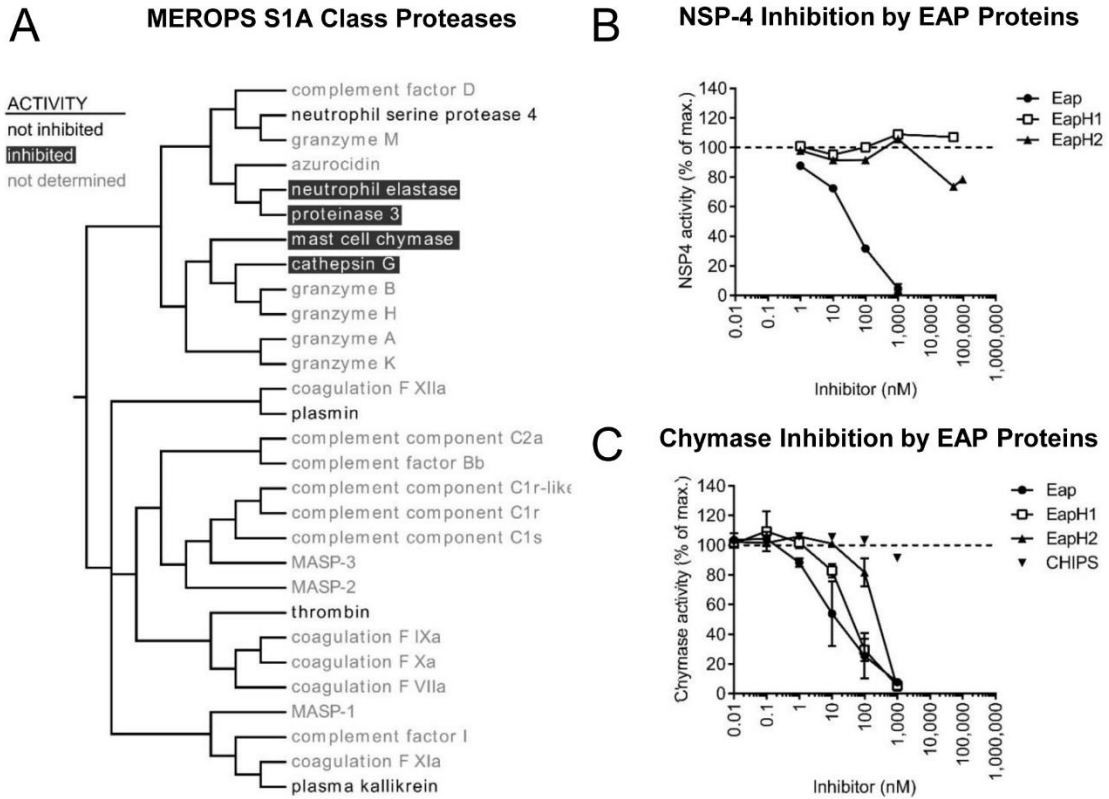 A
MEROPS S1A Class Proteases
ACTIVITY
not inhibited
inhibited
not determined
complement factor D
neutrophil serine protease 4
granzyme M
azurocidin
neutrophil elastase
proteinase 3
mast cell chymase
cathepsin G
granzyme B
granzyme H
granzyme A
granzyme K
coagulation F XIIa
plasmin
complement component C2a
complement factor Bb
complement component C1r-like
complement component C1r
complement component C1s
MASP-3
MASP-2
thrombin
coagulation F IXa
coagulation F Xa
coagulation F VIIa
MASP-1
complement factor I
coagulation F XIa
plasma kallikrein
B
NSP-4 Inhibition by EAP Proteins
NSP4 activity (% of max.)
140
120
100
80
60
40
20
0
0.01
0.1
1
10
100
1,000
10,000
100,000
1,000,000
Inhibitor (nM)
Eap
EapH1
EapH2
C
Chymase Inhibition by EAP Proteins
Chymase activity (% of max.)
140
120
100
80
60
40
20
0
0.01
0.1
1
10
100
1,000
10,000
100,000
1,000,000
Inhibitor (nM)
Eap
EapH1
EapH2
CHIPS